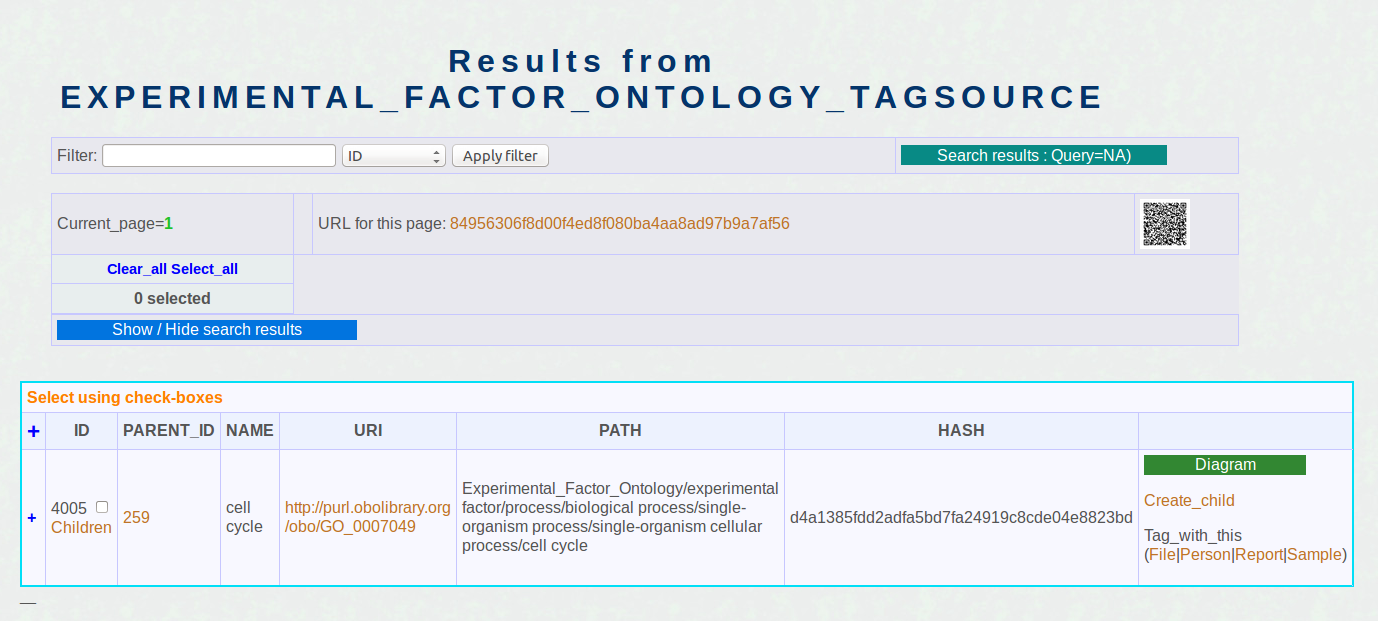 Results from
EXPERIMENTAL_FACTOR_ONTOLOGY_TAGSOURCE
Filter: ID Apply filter Search results : Query=NA)
Current_page=1 URL for this page: 84956306f8d00f4ed8f080ba4aa8ad97b9a7af56
Clear_all Select_all
0 selected
Show / Hide search results
Select using check-boxes
+ ID PARENT_ID NAME URI PATH HASH
Diagram
+ 4005
Children
259
cell
cycle
http://purl.obolibrary.org
/obo/GO_0007049
Experimental_Factor_Ontology/experimental
factor/process/biological process/single-
organism process/single-organism cellular
process/cell cycle
d4a1385fdd2adfa5bd7fa24919c8cde04e8823bd
Create_child
Tag_with_this
(File|Person|Report|Sample)